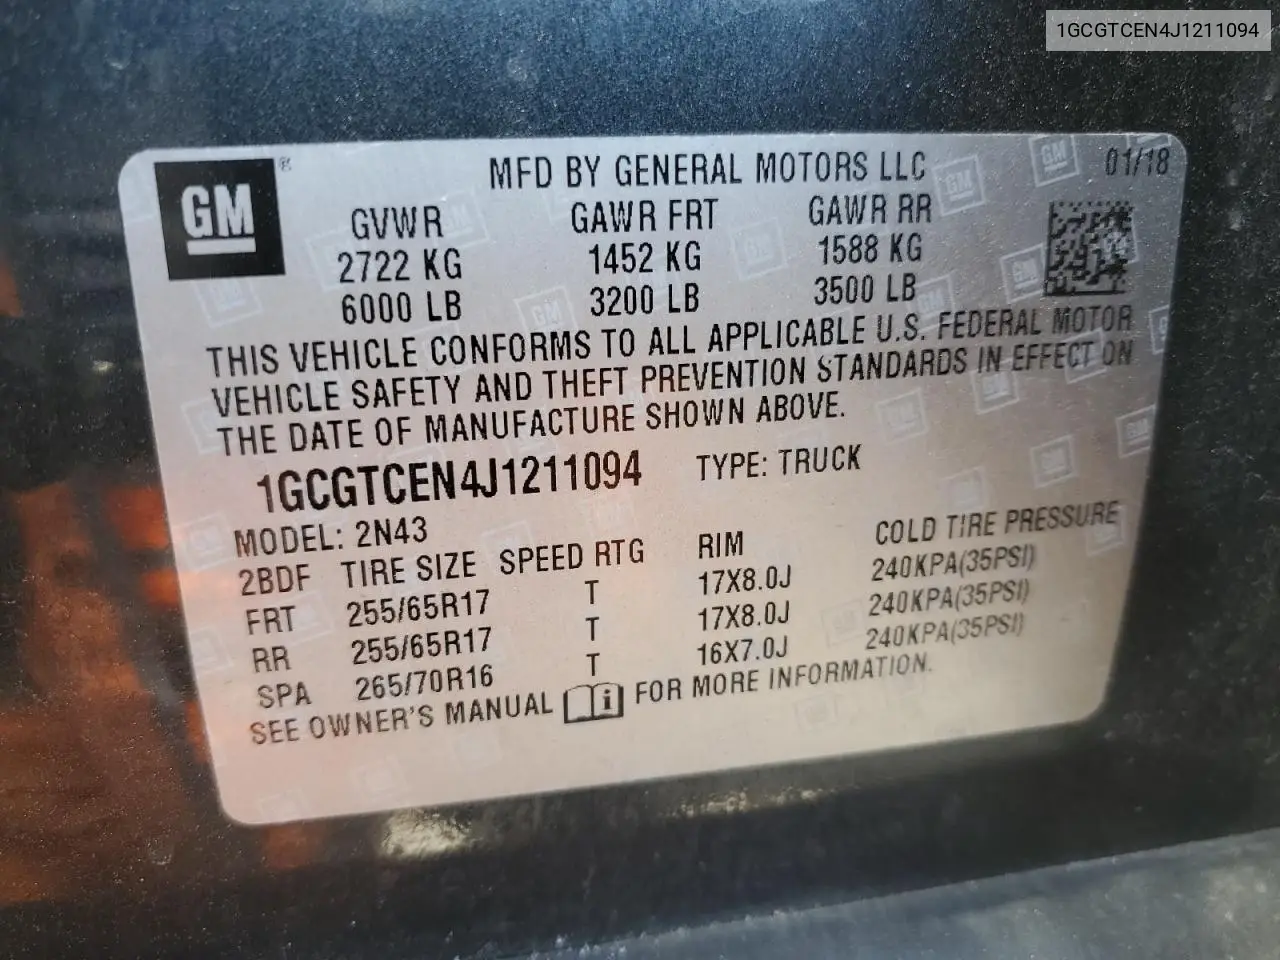 1GCGTCEN4J1211094
GM ® MFD BY GENERAL MOTORS LLC 01/18
GVWR GAWR FRT GAWR RR
2722 KG 1452 KG 1588 KG
6000 LB 3200 LB 3500 LB
THIS VEHICLE CONFORMS TO ALL APPLICABLE U.S. FEDERAL MOTOR
VEHICLE SAFETY AND THEFT PREVENTION STANDARDS IN EFFECT ON
THE DATE OF MANUFACTURE SHOWN ABOVE.
1GCGTCEN4J1211094 TYPE: TRUCK
MODEL: 2N43
2BDF TIRE SIZE SPEED RTG RIM COLD TIRE PRESSURE
FRT 255/65R17 T 17X8.0J 240KPA(35PSI)
RR 255/65R17 T 17X8.0J 240KPA(35PSI)
SPA 265/70R16 T 16X7.0J 240KPA(35PSI)
SEE OWNER'S MANUAL i FOR MORE INFORMATION.